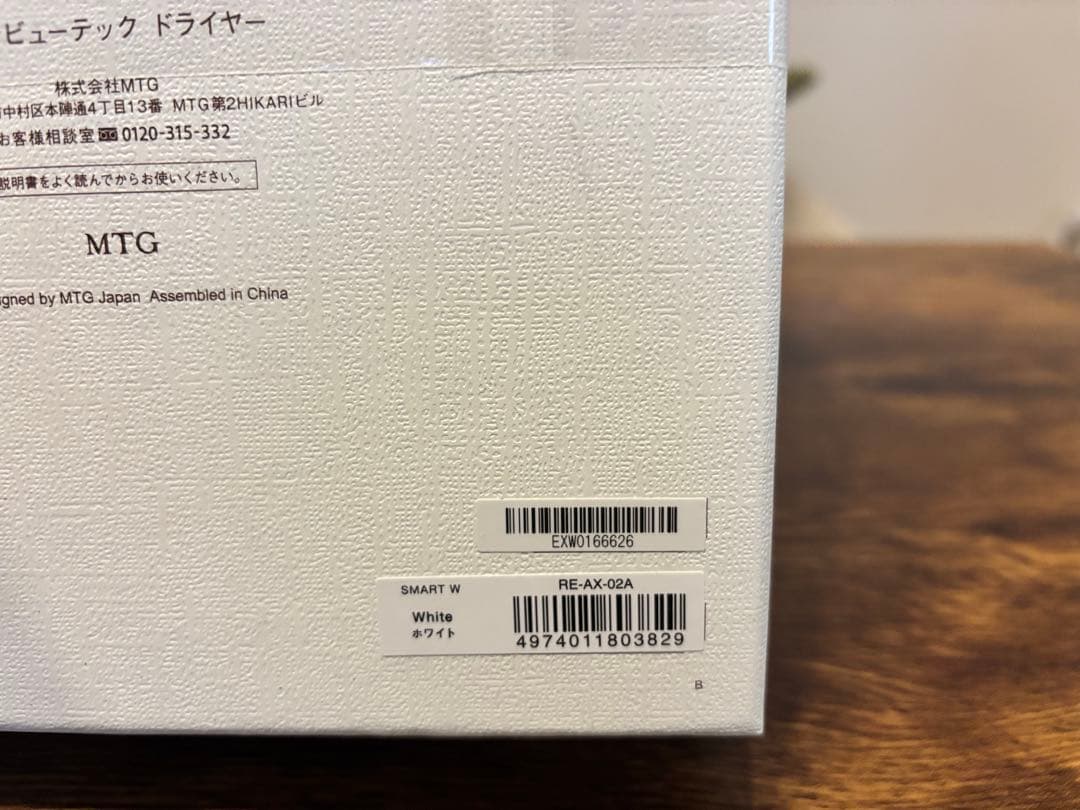 ビューテック ドライヤー
株式会社MTG
中村区本陣通4丁目13番 MTG第2HIKARIビル
お客様相談室 0120-315-332
説明書をよく読んでからお使いください。
MTG
gned by MTG Japan Assembled in China
EXW0166626
SMART W
RE-AX-02A
White
ホワイト
4974011803829
B